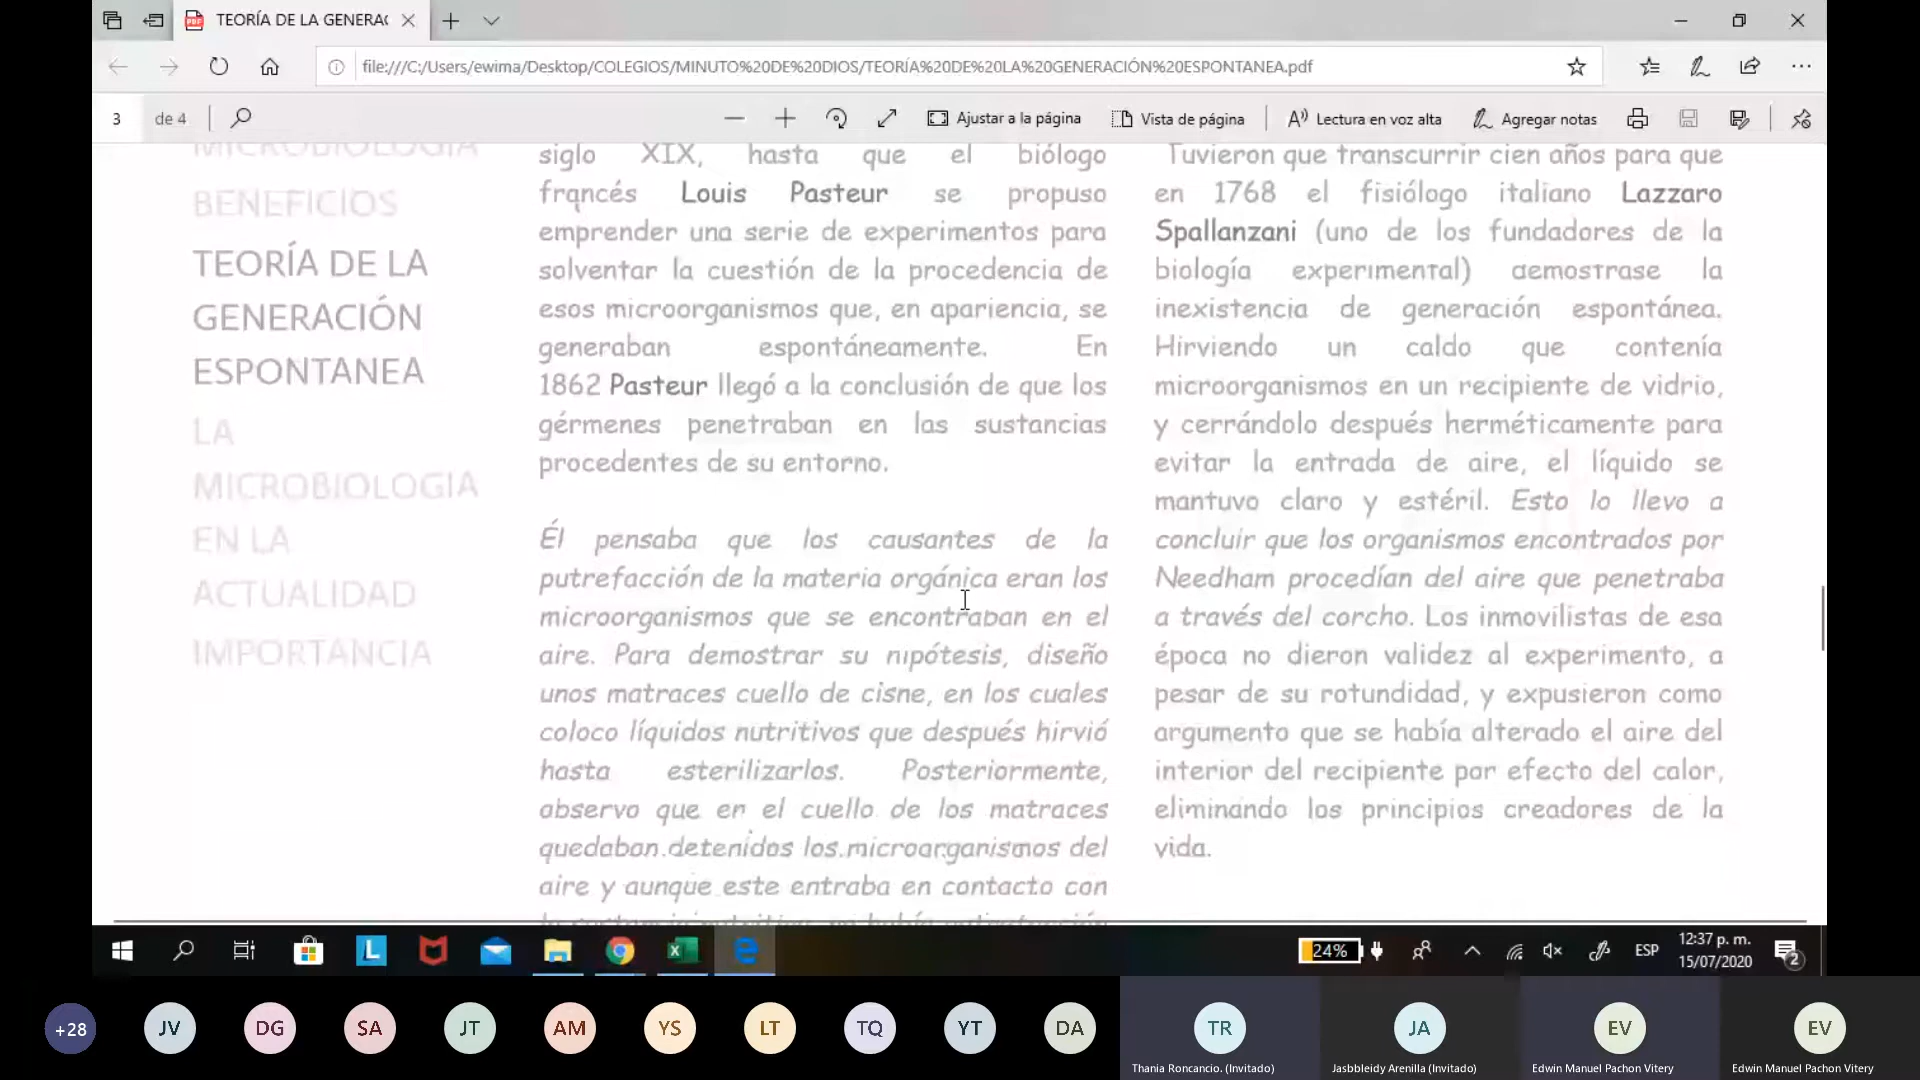 TEORÍA DE LA GENERAC
file:///C:/Users/ewima/Desktop/COLEGIOS/MINUTO%20DE%20DIOS/TEORÍA%20DE%20LA%20GENERACIÓN%20ESPONTANEA.pdf
3 de 4
Ajustar a la página
Vista de página
Lectura en voz alta
Agregar notas
MICROBIOLOGIA
BENEFICIOS
TEORÍA DE LA
GENERACIÓN
ESPONTANEA
LA
MICROBIOLOGIA
EN LA
ACTUALIDAD
IMPORTANCIA
siglo XIX, hasta que el biólogo
francés Louis Pasteur se propuso
emprender una serie de experimentos para
solventar la cuestión de la procedencia de
esos microorganismos que, en apariencia, se
generaban espontáneamente. En
1862 Pasteur llegó a la conclusión de que los
gérmenes penetraban en las sustancias
procedentes de su entorno.
Él pensaba que los causantes de la
putrefacción de la materia orgánica eran los
microorganismos que se encontraban en el
aire. Para demostrar su hipótesis, diseño
unos matraces cuello de cisne, en los cuales
coloco líquidos nutritivos que después hirvió
hasta esterilizarlos. Posteriormente,
observo que en el cuello de los matraces
quedaban detenidos los microorganismos del
aire y aunque este entraba en contacto con
Tuvieron que transcurrir cien años para que
en 1768 el fisiólogo italiano Lazzaro
Spallanzani (uno de los fundadores de la
biología experimental) demostrase la
inexistencia de generación espontánea.
Hirviendo un caldo que contenía
microorganismos en un recipiente de vidrio,
y cerrándolo después herméticamente para
evitar la entrada de aire, el líquido se
mantuvo claro y estéril. Esto lo llevo a
concluir que los organismos encontrados por
Needham procedían del aire que penetraba
a través del corcho. Los inmovilistas de esa
época no dieron validez al experimento, a
pesar de su rotundidad, y expusieron como
argumento que se había alterado el aire del
interior del recipiente por efecto del calor,
eliminando los principios creadores de la
vida.
24%
ESP
12:37 p. m.
15/07/2020
2
+28
JV
DG
SA
JT
AM
YS
LT
TQ
YT
DA
TR
JA
EV
EV
Thania Roncancio. (Invitado)
Jasbbleidy Arenilla (Invitado)
Edwin Manuel Pachon Vitery
Edwin Manuel Pachon Vitery